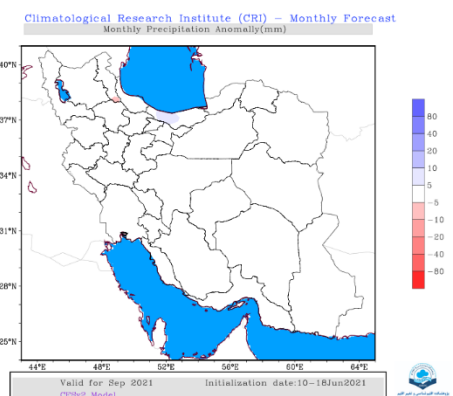 Climatological Research Institute (CRI) — Monthly Forecast
Monthly Precipitation Anomaly(mm)
40°N
37°N
34°N
31°N
28°N
25°N
44°E 48°E 52°E 56°E 60°E 64°E
80
40
20
10
5
−5
−10
−20
−40
−80
Valid for Sep 2021 Initialization date:10-18Jun2021
CFSv2 Model